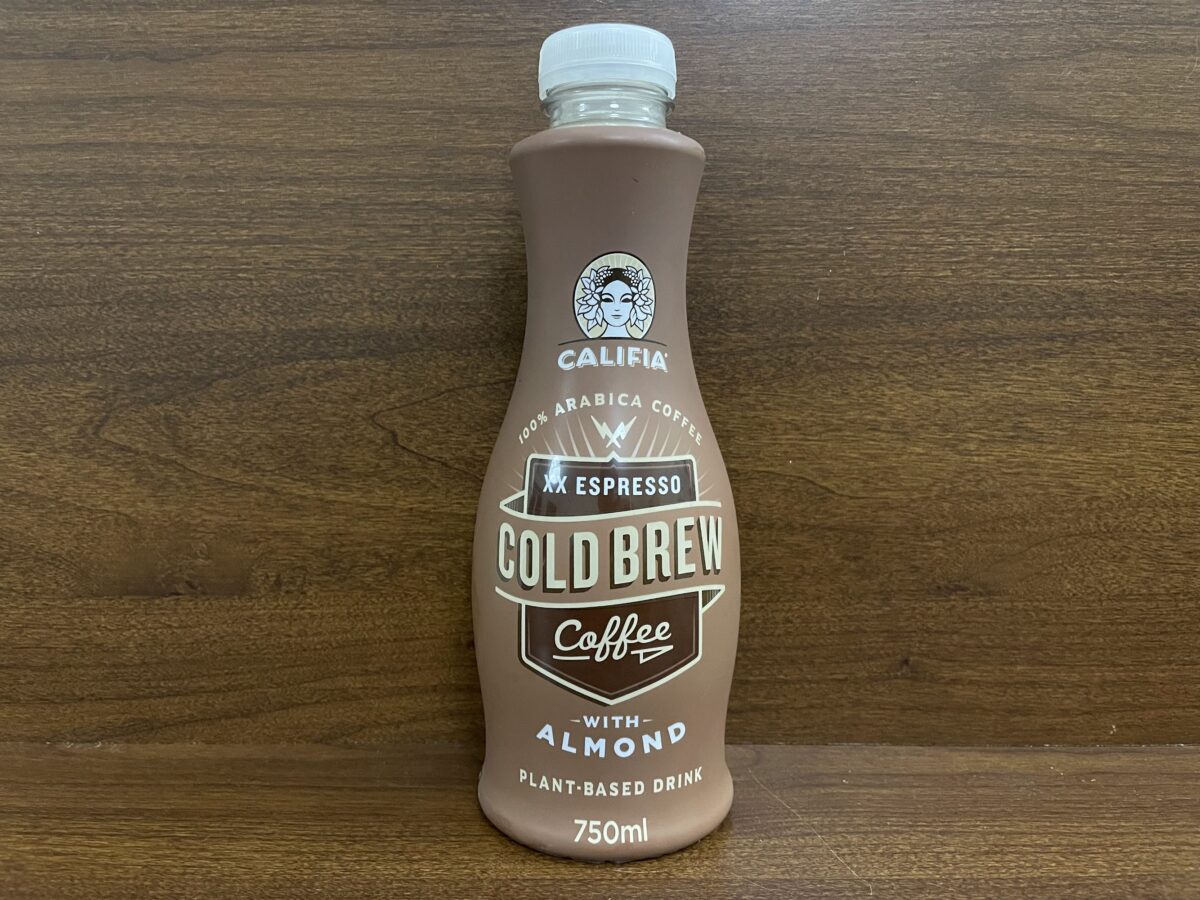 CALIFIA
100% ARABICA COFFEE
XX ESPRESSO
COLD BREW
Coffee
-WITH-
ALMOND
PLANT-BASED DRINK
750ml